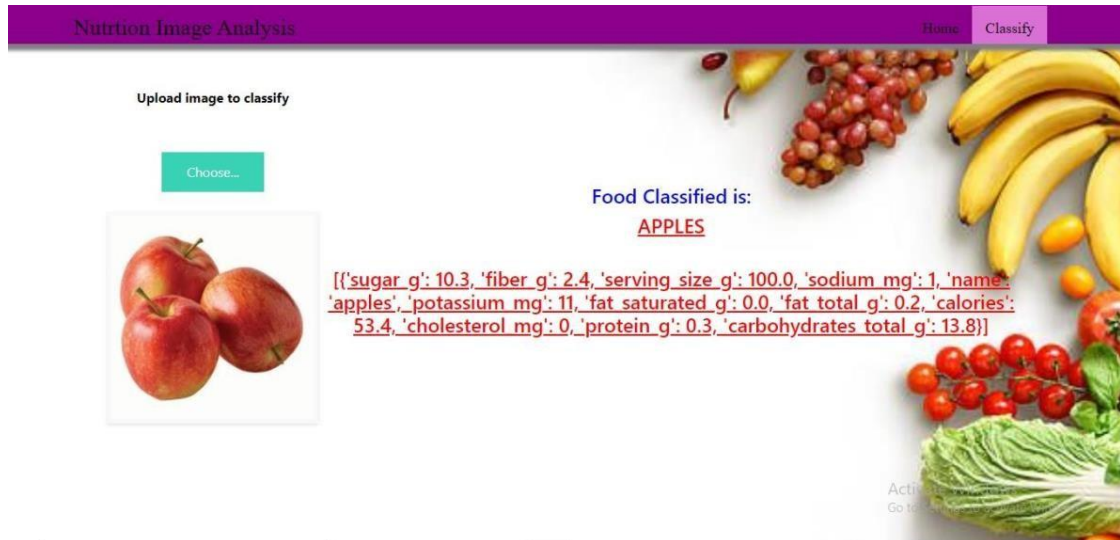 Nutrtion Image Analysis
Home
Classify
Upload image to classify
Choose...
Food Classified is:
APPLES
[{'sugar_g': 10.3, 'fiber_g': 2.4, 'serving_size_g': 100.0, 'sodium_mg': 1, 'name':
'apples', 'potassium_mg': 11, 'fat_saturated_g': 0.0, 'fat_total_g': 0.2, 'calories':
53.4, 'cholesterol_mg': 0, 'protein_g': 0.3, 'carbohydrates_total_g': 13.8}]
Go to